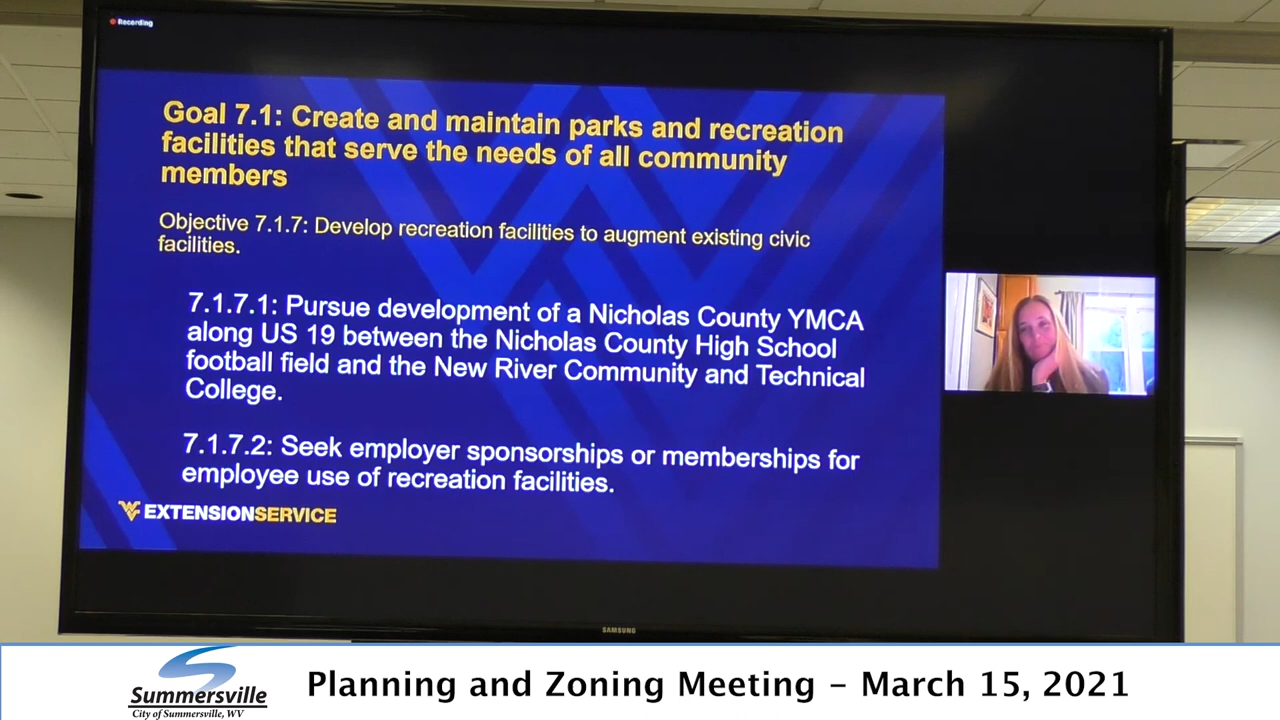 Recording
Goal 7.1: Create and maintain parks and recreation
facilities that serve the needs of all community
members
Objective 7.1.7: Develop recreation facilities to augment existing civic
facilities.
7.1.7.1: Pursue development of a Nicholas County YMCA
along US 19 between the Nicholas County High School
football field and the New River Community and Technical
College.
7.1.7.2: Seek employer sponsorships or memberships for
employee use of recreation facilities.
WV EXTENSIONSERVICE
SAMSUNG
Summersville
City of Summersville, WV
Planning and Zoning Meeting – March 15, 2021